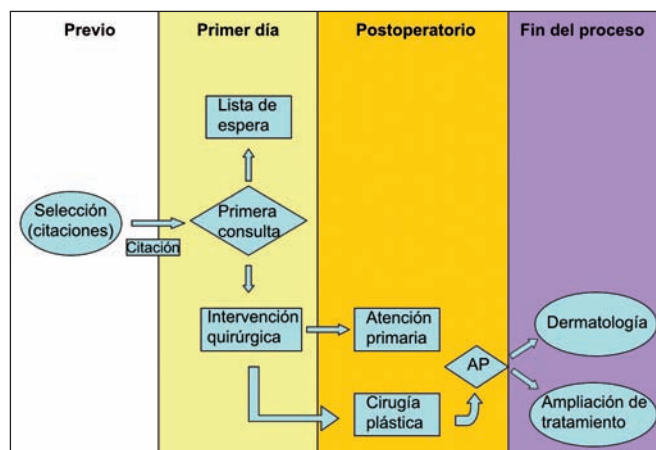 Previo
Primer día
Postoperatorio
Fin del proceso
Lista de
espera
Selección
(citaciones)
Citación
Primera
consulta
Intervención
quirúrgica
Atención
primaria
Dermatología
AP
Cirugía
plástica
Ampliación de
tratamiento